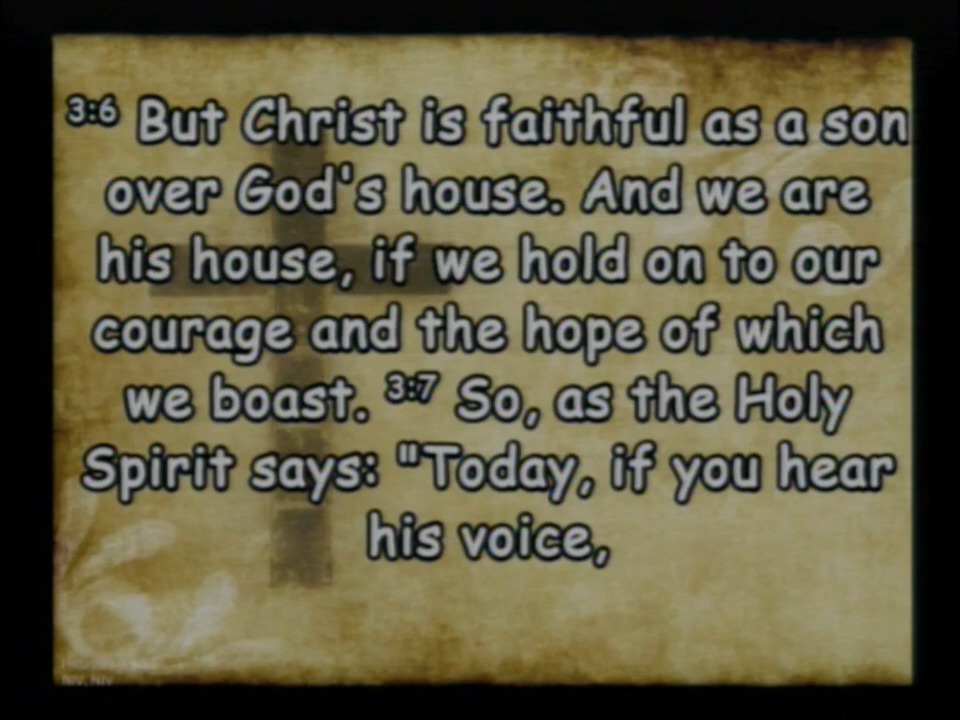 3:6 But Christ is faithful as a son
over God's house. And we are
his house, if we hold on to our
courage and the hope of which
we boast. 3:7 So, as the Holy
Spirit says: "Today, if you hear
his voice,
NIV, NIV